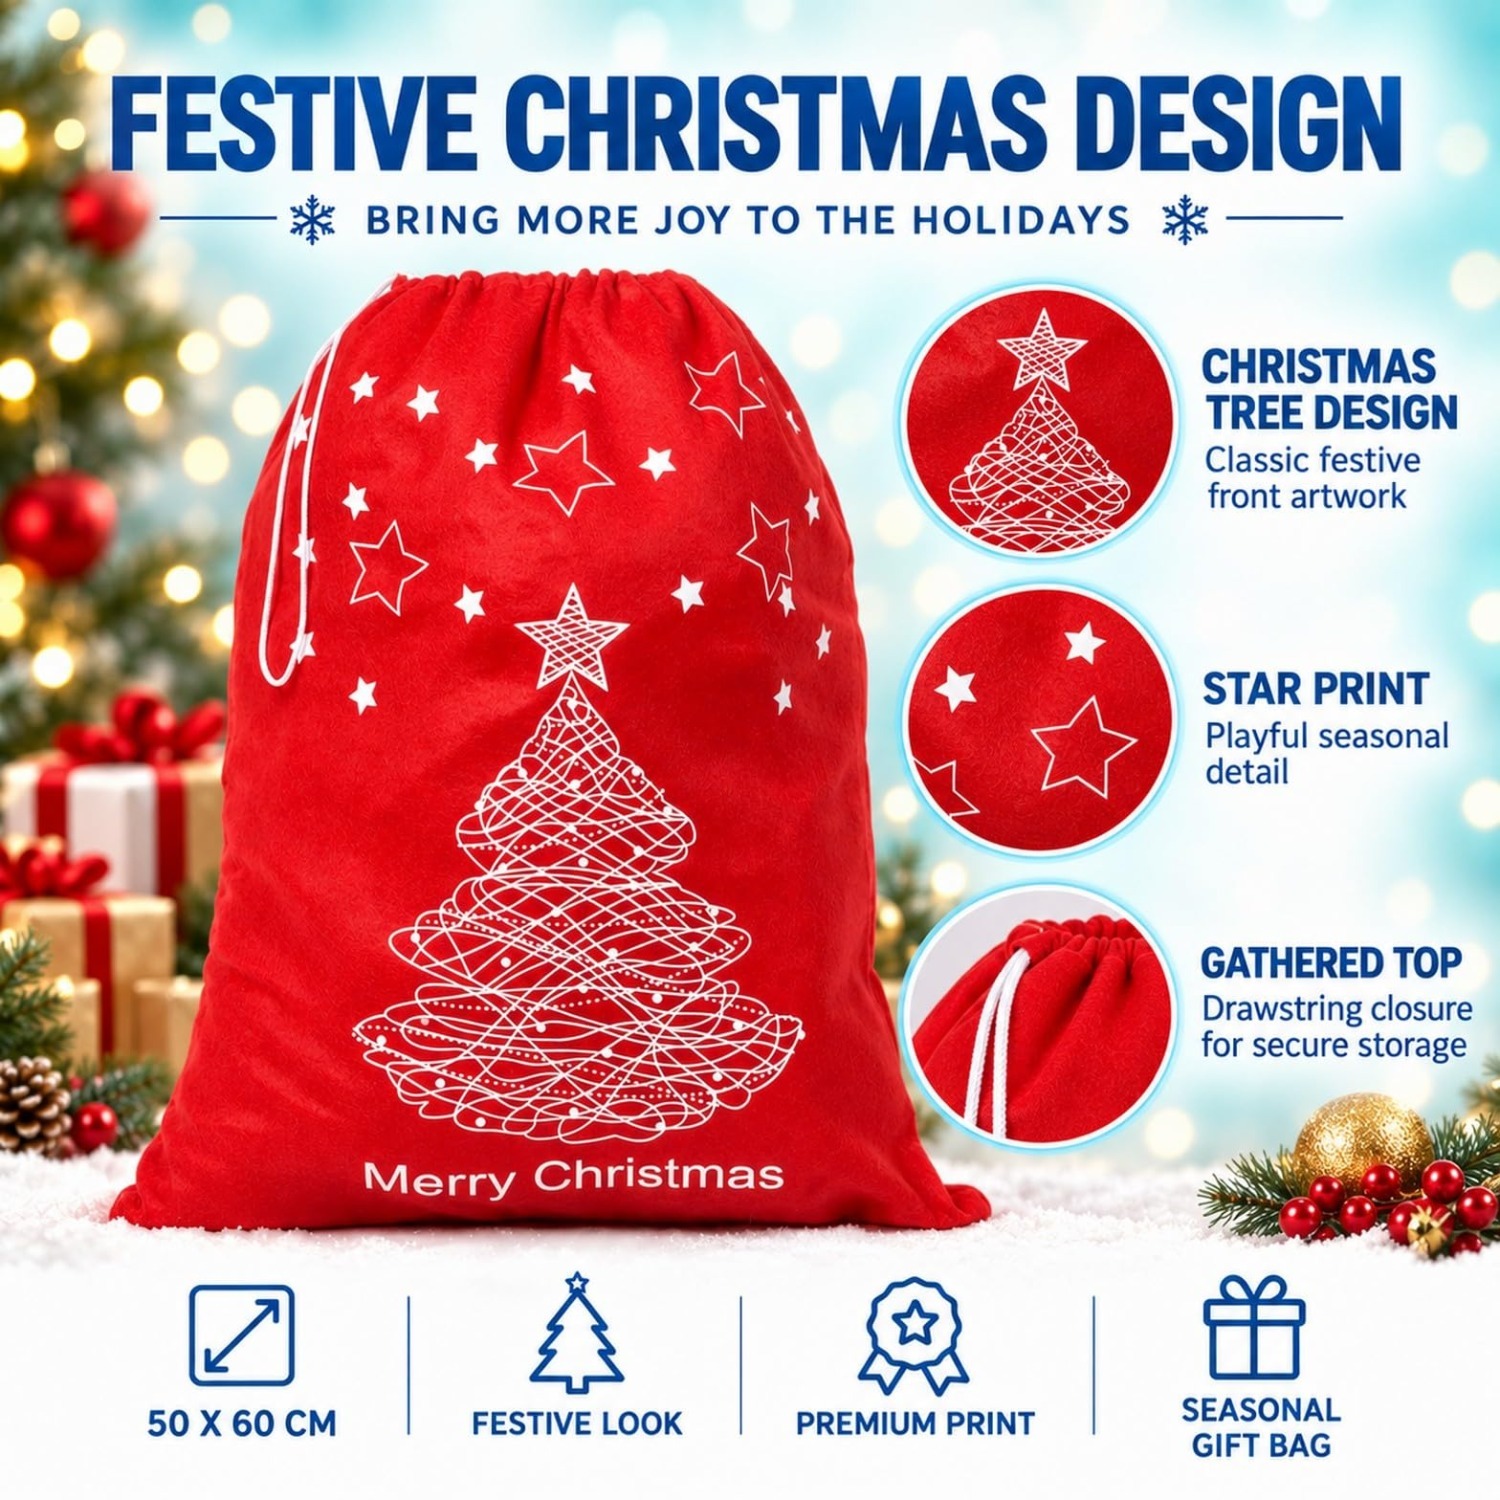 FESTIVE CHRISTMAS DESIGN
BRING MORE JOY TO THE HOLIDAYS
CHRISTMAS
TREE DESIGN
Classic festive
front artwork
STAR PRINT
Playful seasonal
detail
GATHERED TOP
Drawstring closure
for secure storage
Merry Christmas
50 X 60 CM
FESTIVE LOOK
PREMIUM PRINT
SEASONAL
GIFT BAG